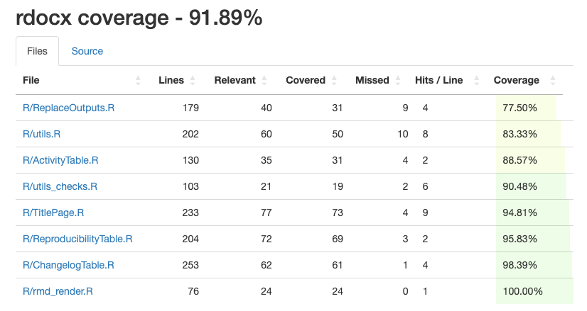 rdocx coverage - 91.89%
Files Source
File Lines Relevant Covered Missed Hits / Line Coverage
R/ReplaceOutputs.R 179 40 31 9 4 77.50%
R/utils.R 202 60 50 10 8 83.33%
R/ActivityTable.R 130 35 31 4 2 88.57%
R/utils_checks.R 103 21 19 2 6 90.48%
R/TitlePage.R 233 77 73 4 9 94.81%
R/ReproducibilityTable.R 204 72 69 3 2 95.83%
R/ChangelogTable.R 253 62 61 1 4 98.39%
R/rmd_render.R 76 24 24 0 1 100.00%